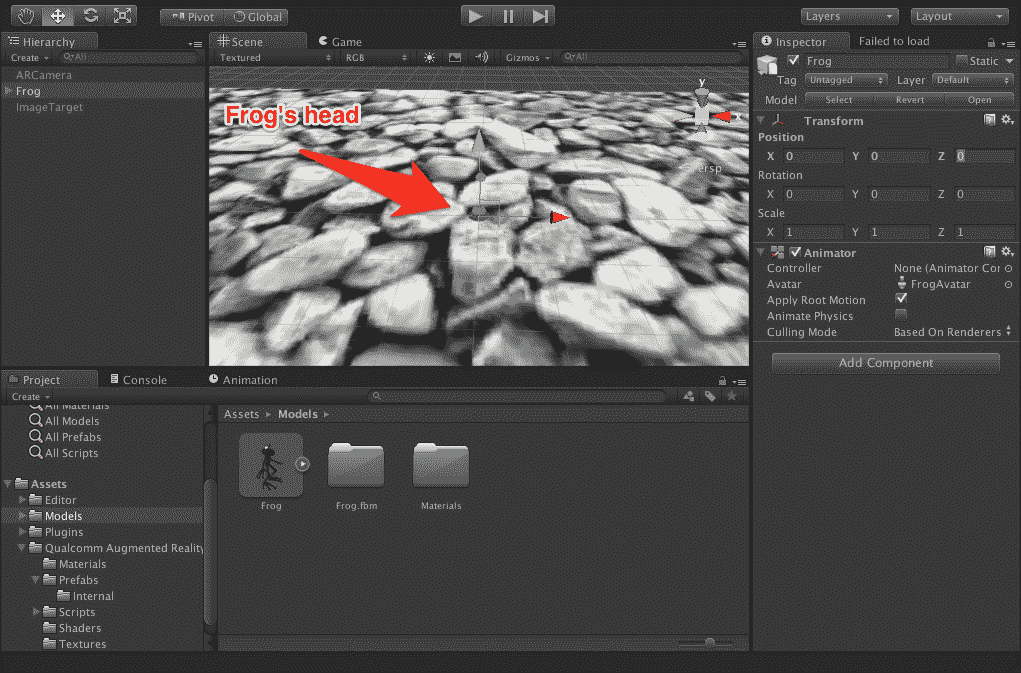 Pivot Global Layers Layout
Hierarchy
Create All
ARCamera
Frog
ImageTarget
Scene Game
Textured RGB Gizmos All
Frog's head
y
ersp
Inspector Failed to load
Frog Static
Tag Untagged Layer Default
Model Select Revert Open
Transform
Position
X 0 Y 0 Z 0
Rotation
X 0 Y 0 Z 0
Scale
X 1 Y 1 Z 1
Animator
Controller None (Animator Cor
Avatar FrogAvatar
Apply Root Motion
Animate Physics
Culling Mode Based On Renderers
Add Component
Project Console Animation
Create
All Materials
All Models
All Prefabs
All Scripts
Assets
Editor
Models
Plugins
Qualcomm Augmented Reality
Materials
Prefabs
Internal
Scripts
Shaders
Textures
Assets Models
Frog Frog.fbm Materials